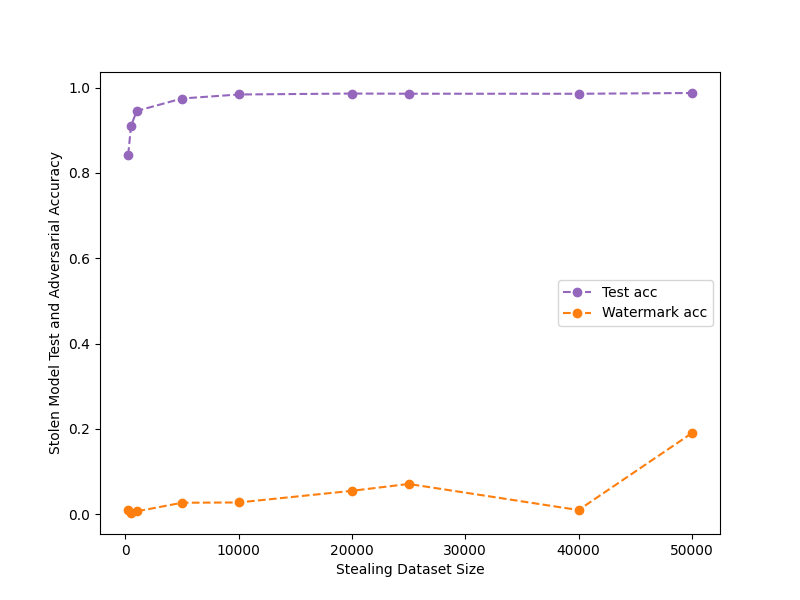 1.0
0.8
0.6
0.4
0.2
0.0
Stolen Model Test and Adversarial Accuracy
Test acc
Watermark acc
0 10000 20000 30000 40000 50000
Stealing Dataset Size